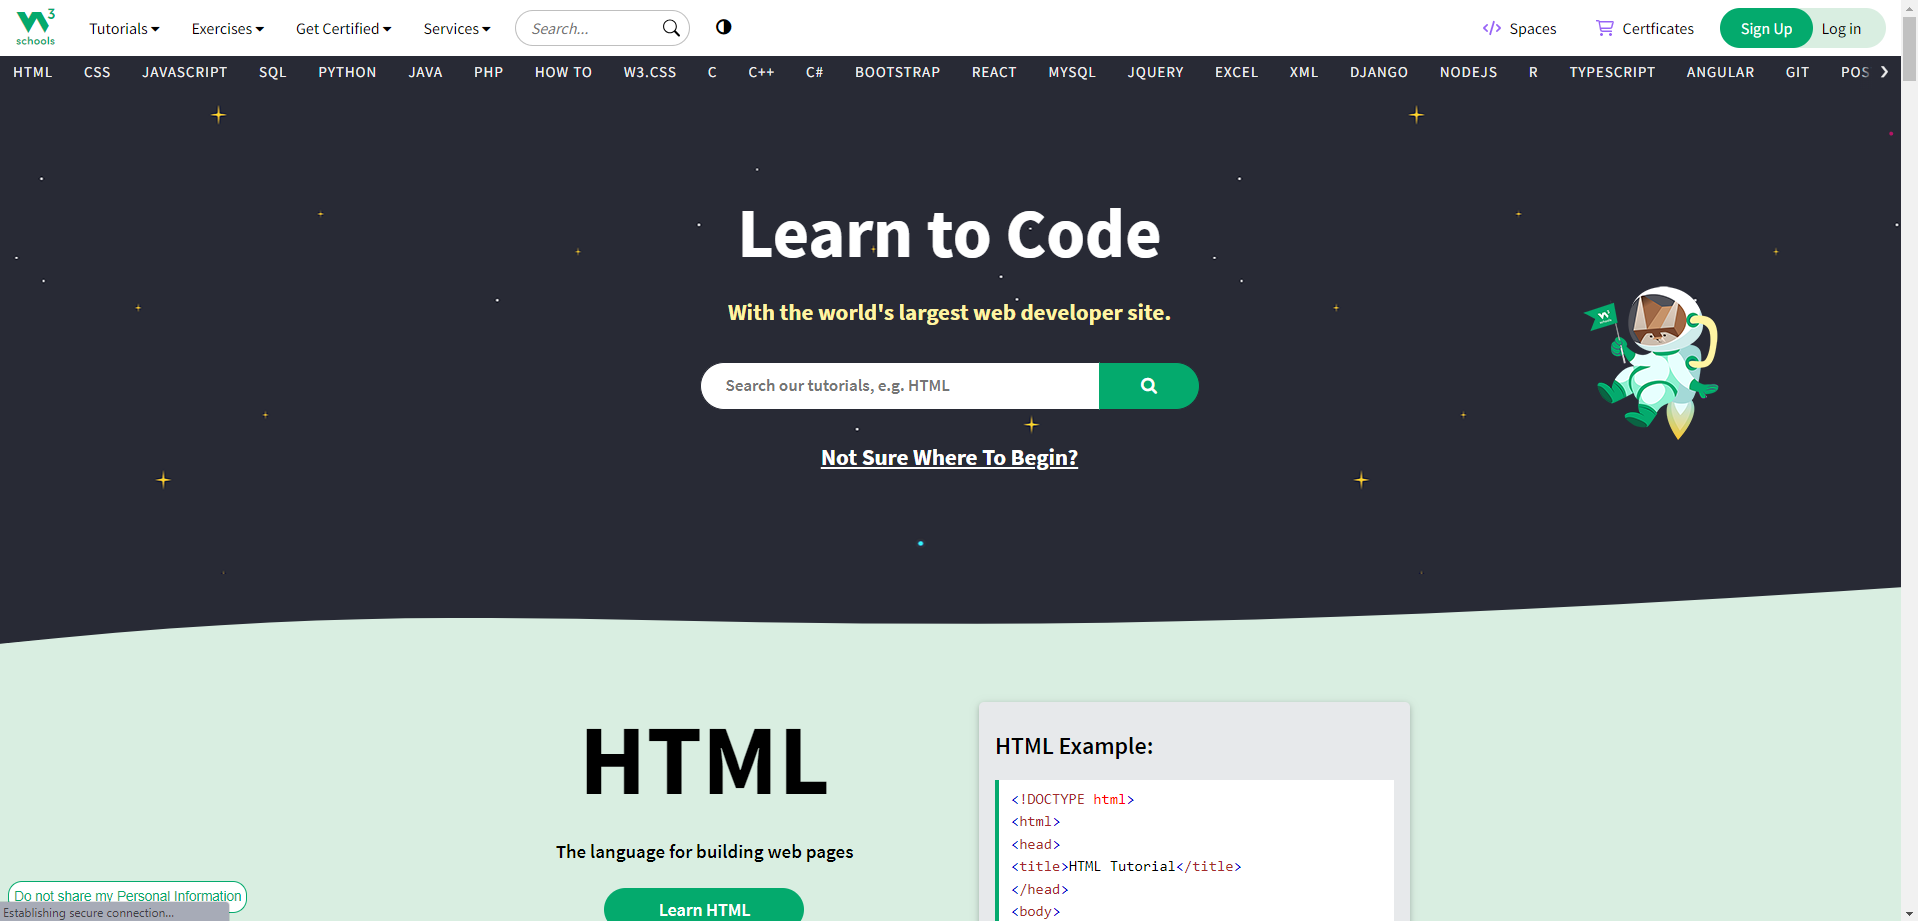 W3 schools
Tutorials Exercises Get Certified Services Search... Spaces Certficates Sign Up Log in
HTML CSS JAVASCRIPT SQL PYTHON JAVA PHP HOW TO W3.CSS C C++ C# BOOTSTRAP REACT MYSQL JQUERY EXCEL XML DJANGO NODEJS R TYPESCRIPT ANGULAR GIT POS
Learn to Code
With the world's largest web developer site.
Search our tutorials, e.g. HTML
Not Sure Where To Begin?
HTML
The language for building web pages
Learn HTML
HTML Example:
<!DOCTYPE html>
<html>
<head>
<title>HTML Tutorial</title>
</head>
<body>
Do not share my Personal Information
Establishing secure connection...